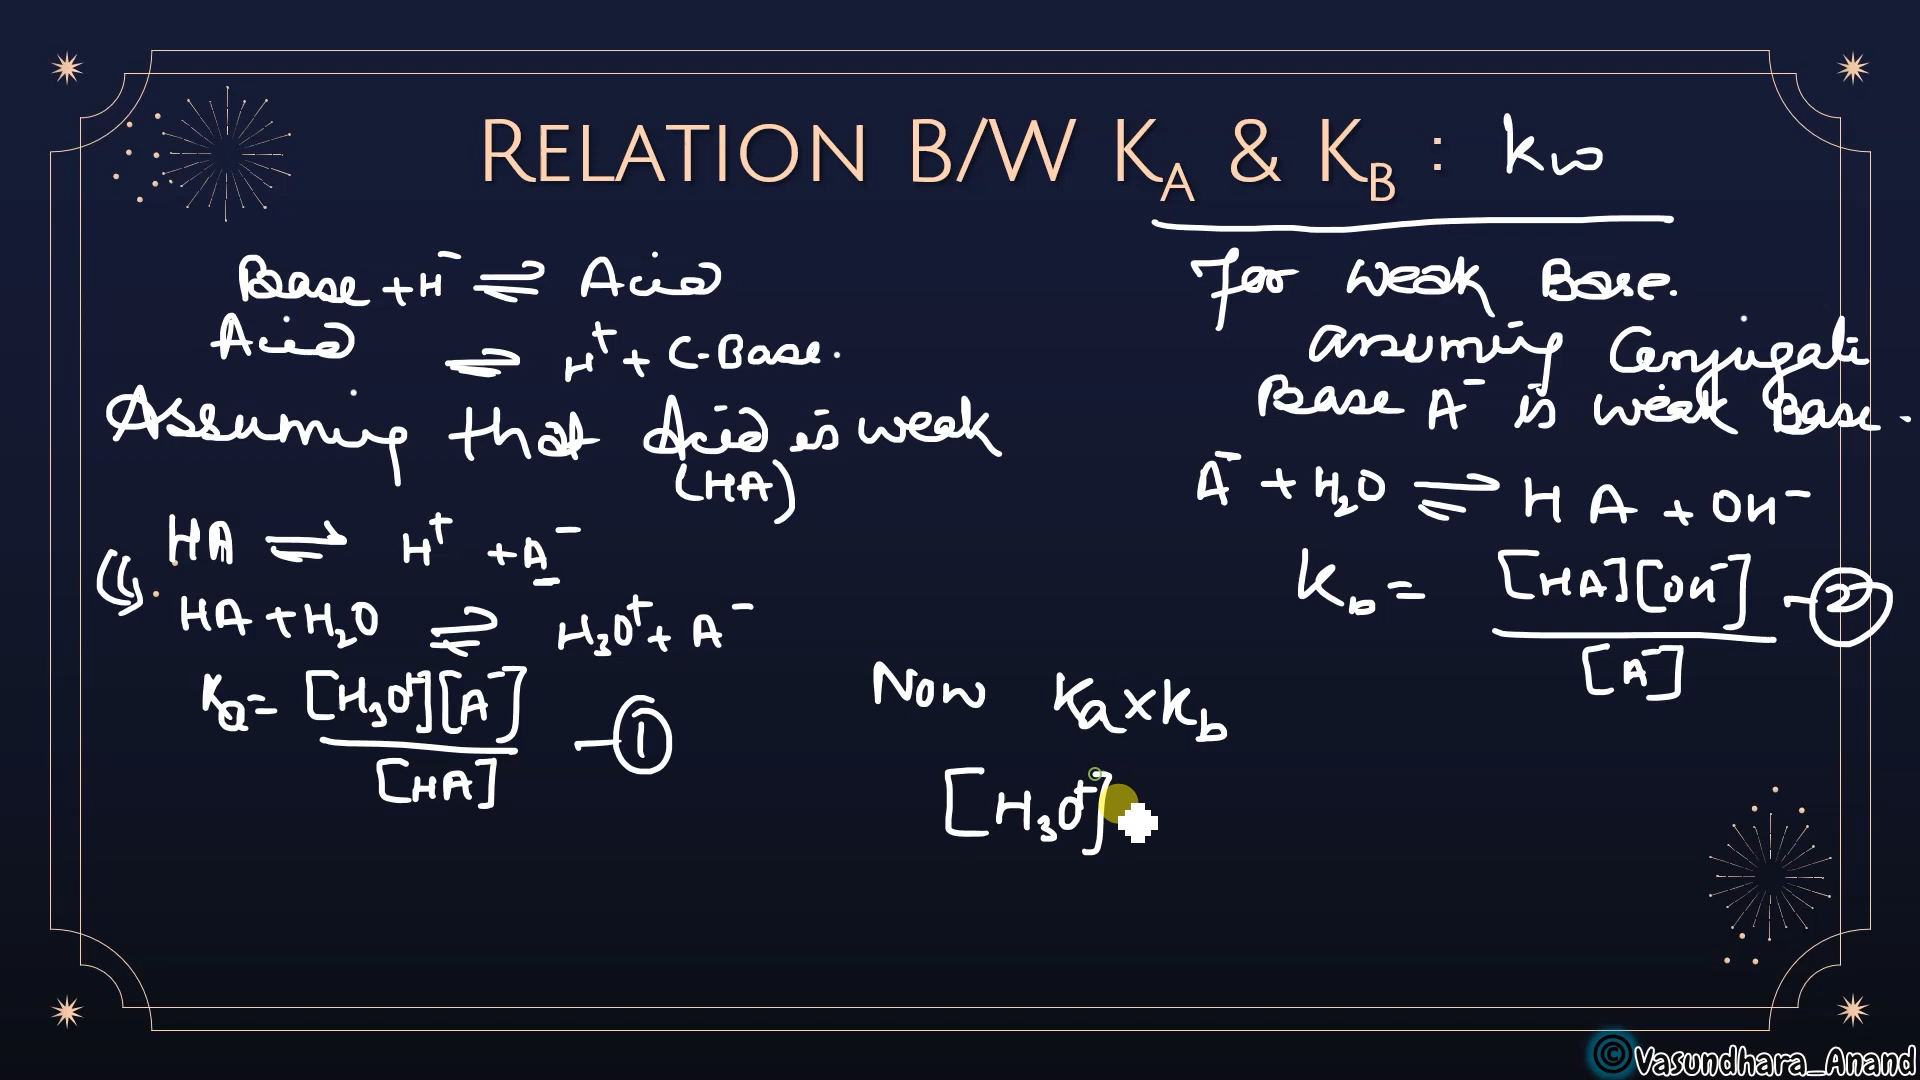 RELATION B/W KA & KB : kw
Base + H⁻ ⇌ Acid
Acid ⇌ H⁺ + C-Base.
Assuming that Acid is weak
(HA)
HA ⇌ H⁺ + A⁻
HA + H₂O ⇌ H₃O⁺ + A⁻
Ka = [H₃O⁺][A⁻] — ①
[HA]
For weak Base.
assuming Conjugate
Base A⁻ is weak Base.
A⁻ + H₂O ⇌ HA + OH⁻
Kb = [HA][OH⁻] — ②
[A⁻]
Now Ka × Kb
[H₃O⁺]
© Vasundhara_Anand